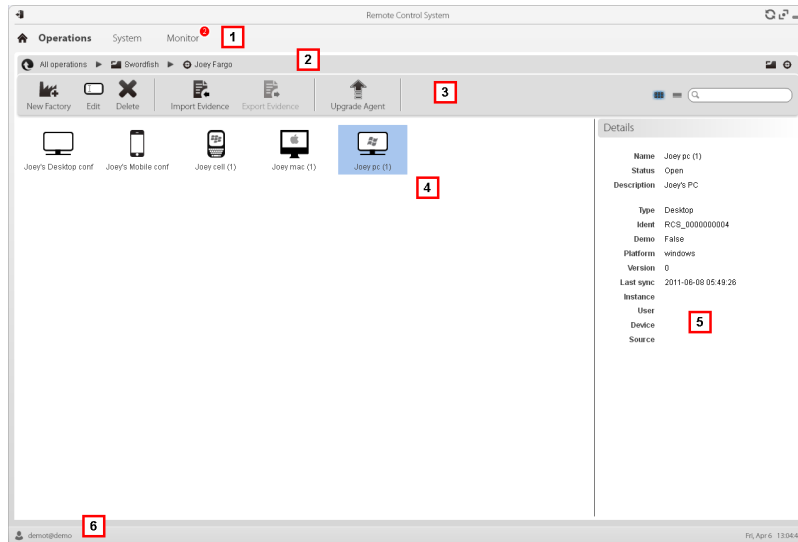 Remote Control System
Operations System Monitor 2 1
All operations Swordfish Joey Fargo 2
New Factory Edit Delete Import Evidence Export Evidence Upgrade Agent 3
Details
Joey's Desktop conf Joey's Mobile conf Joey cell (1) Joey mac (1) Joey pc (1)
4
Name Joey pc (1)
Status Open
Description Joey's PC
Type Desktop
Ident RCS_0000000004
Demo False
Platform windows
Version 0
Last sync 2011-06-08 05:49:26
Instance
User
Device
Source
5
6
demot@demo
Fri, Apr 6 13:04:4